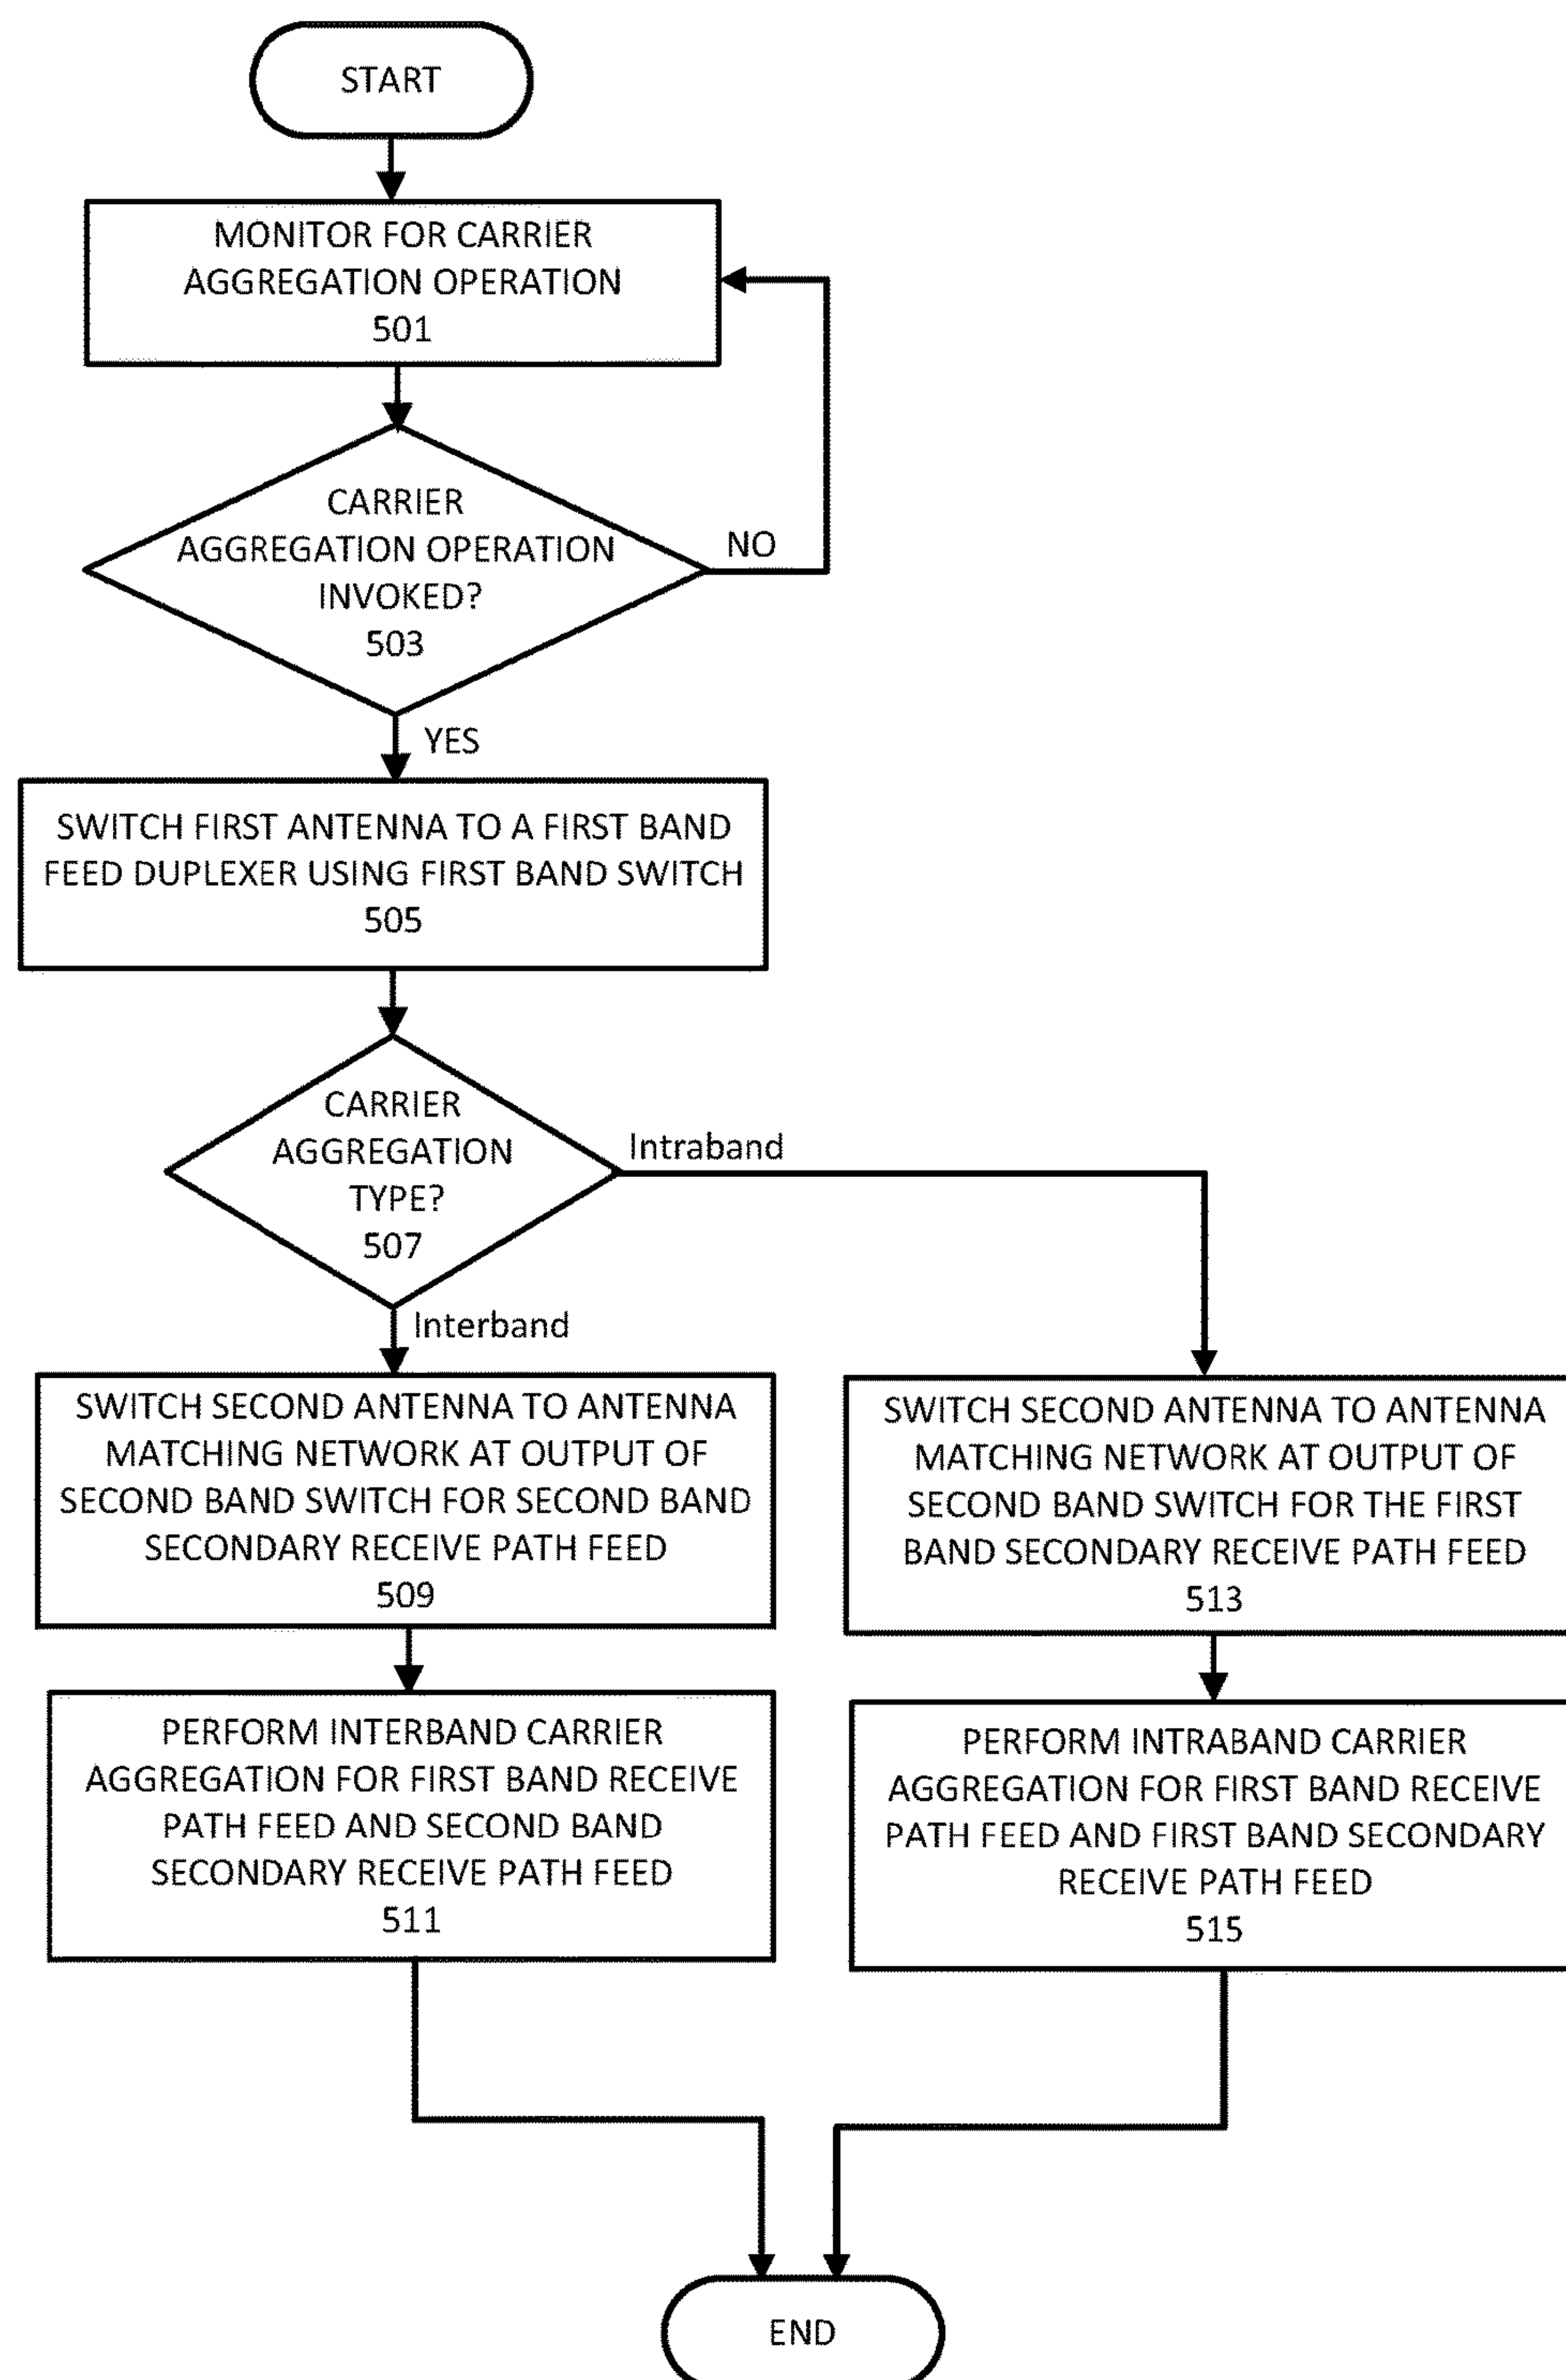 START
MONITOR FOR CARRIER
AGGREGATION OPERATION
501
CARRIER
AGGREGATION OPERATION
INVOKED?
503
NO
YES
SWITCH FIRST ANTENNA TO A FIRST BAND
FEED DUPLEXER USING FIRST BAND SWITCH
505
CARRIER
AGGREGATION
TYPE?
507
Intraband
Interband
SWITCH SECOND ANTENNA TO ANTENNA
MATCHING NETWORK AT OUTPUT OF
SECOND BAND SWITCH FOR SECOND BAND
SECONDARY RECEIVE PATH FEED
509
SWITCH SECOND ANTENNA TO ANTENNA
MATCHING NETWORK AT OUTPUT OF
SECOND BAND SWITCH FOR THE FIRST
BAND SECONDARY RECEIVE PATH FEED
513
PERFORM INTERBAND CARRIER
AGGREGATION FOR FIRST BAND RECEIVE
PATH FEED AND SECOND BAND
SECONDARY RECEIVE PATH FEED
511
PERFORM INTRABAND CARRIER
AGGREGATION FOR FIRST BAND RECEIVE
PATH FEED AND FIRST BAND SECONDARY
RECEIVE PATH FEED
515
END